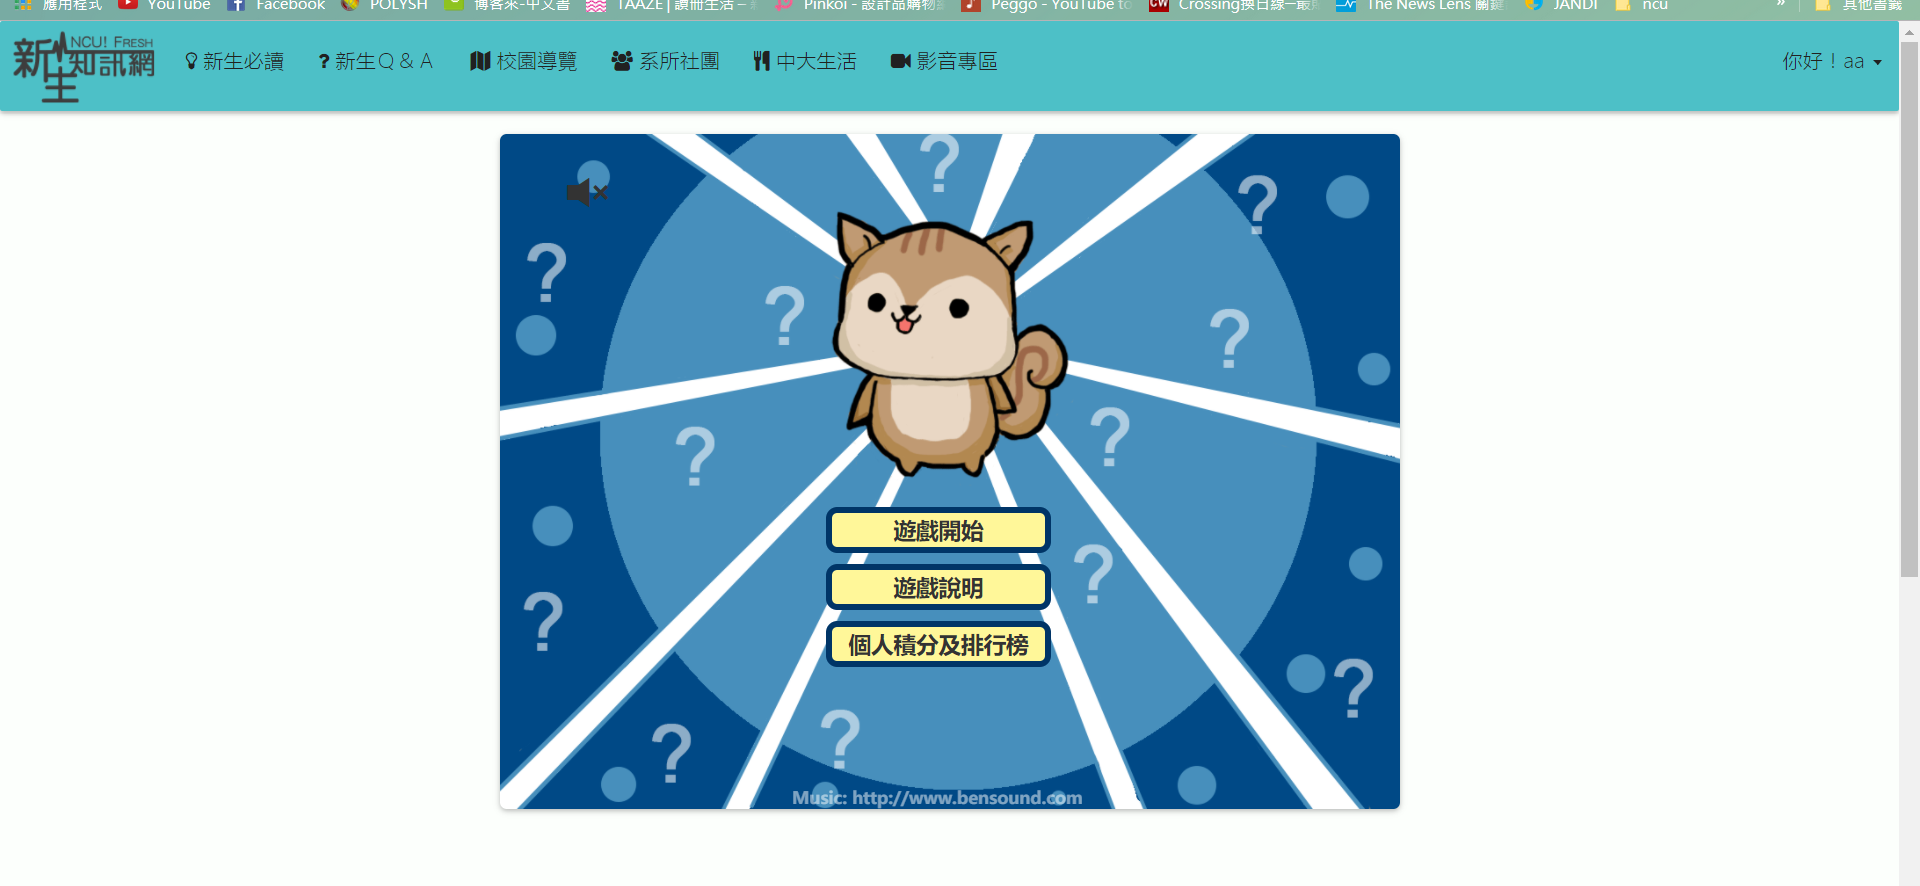 應用程式 YouTube Facebook POLYSH 博客來-中文書 TAAZE | 讀冊生活 – Pinkoi - 設計品購物 Peggo - YouTube to Crossing換日線─最 The News Lens 關鍵 JANDI ncu » 其他書籤
NCU! FRESH
新生知訊網
新生必讀 ? 新生Q & A 校園導覽 系所社團 中大生活 影音專區 你好！aa
?
?
?
?
?
?
?
遊戲開始
?
遊戲說明
?
個人積分及排行榜
?
?
?
Music: http://www.bensound.com